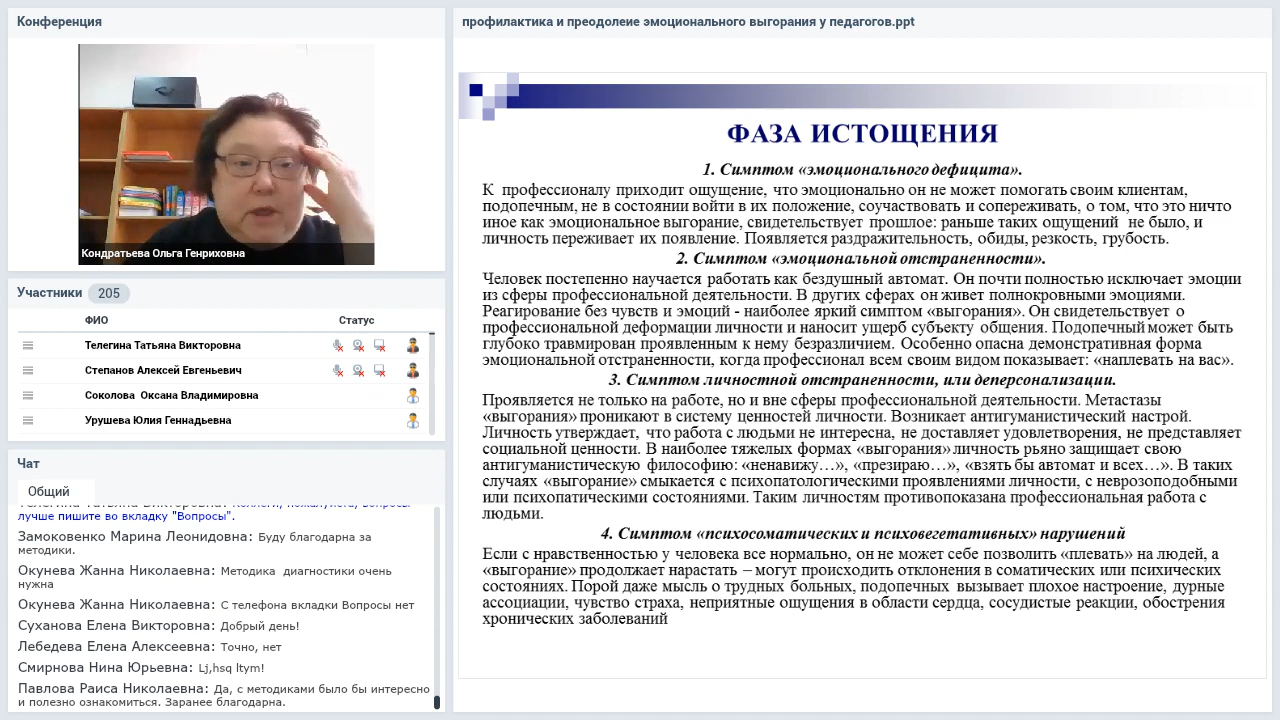 Конференция
Кондратьева Ольга Генриховна
Участники 205
ФИО Статус
Телегина Татьяна Викторовна
Степанов Алексей Евгеньевич
Соколова Оксана Владимировна
Урушева Юлия Геннадьевна
Чат
Общий
Телегина Татьяна Викторовна: Коллеги, пожалуйста, вопросы
лучше пишите во вкладку "Вопросы".
Замоковенко Марина Леонидовна: Буду благодарна за
методики.
Окунева Жанна Николаевна: Методика диагностики очень
нужна
Окунева Жанна Николаевна: С телефона вкладки Вопросы нет
Суханова Елена Викторовна: Добрый день!
Лебедева Елена Алексеевна: Точно, нет
Смирнова Нина Юрьевна: Lj,hsq ltym!
Павлова Раиса Николаевна: Да, с методиками было бы интересно
и полезно ознакомиться. Заранее благодарна.
профилактика и преодолеие эмоционального выгорания у педагогов.ppt
ФАЗА ИСТОЩЕНИЯ
1. Симптом «эмоционального дефицита».
К профессионалу приходит ощущение, что эмоционально он не может помогать своим клиентам,
подопечным, не в состоянии войти в их положение, соучаствовать и сопереживать, о том, что это ничто
иное как эмоциональное выгорание, свидетельствует прошлое: раньше таких ощущений не было, и
личность переживает их появление. Появляется раздражительность, обиды, резкость, грубость.
2. Симптом «эмоциональной отстраненности».
Человек постепенно научается работать как бездушный автомат. Он почти полностью исключает эмоции
из сферы профессиональной деятельности. В других сферах он живет полнокровными эмоциями.
Реагирование без чувств и эмоций - наиболее яркий симптом «выгорания». Он свидетельствует о
профессиональной деформации личности и наносит ущерб субъекту общения. Подопечный может быть
глубоко травмирован проявленным к нему безразличием. Особенно опасна демонстративная форма
эмоциональной отстраненности, когда профессионал всем своим видом показывает: «наплевать на вас».
3. Симптом личностной отстраненности, или деперсонализации.
Проявляется не только на работе, но и вне сферы профессиональной деятельности. Метастазы
«выгорания» проникают в систему ценностей личности. Возникает антигуманистический настрой.
Личность утверждает, что работа с людьми не интересна, не доставляет удовлетворения, не представляет
социальной ценности. В наиболее тяжелых формах «выгорания» личность рьяно защищает свою
антигуманистическую философию: «ненавижу…», «презираю…», «взять бы автомат и всех…». В таких
случаях «выгорание» смыкается с психопатологическими проявлениями личности, с неврозоподобными
или психопатическими состояниями. Таким личностям противопоказана профессиональная работа с
людьми.
4. Симптом «психосоматических и психовегетативных» нарушений
Если с нравственностью у человека все нормально, он не может себе позволить «плевать» на людей, а
«выгорание» продолжает нарастать – могут происходить отклонения в соматических или психических
состояниях. Порой даже мысль о трудных больных, подопечных вызывает плохое настроение, дурные
ассоциации, чувство страха, неприятные ощущения в области сердца, сосудистые реакции, обострения
хронических заболеваний